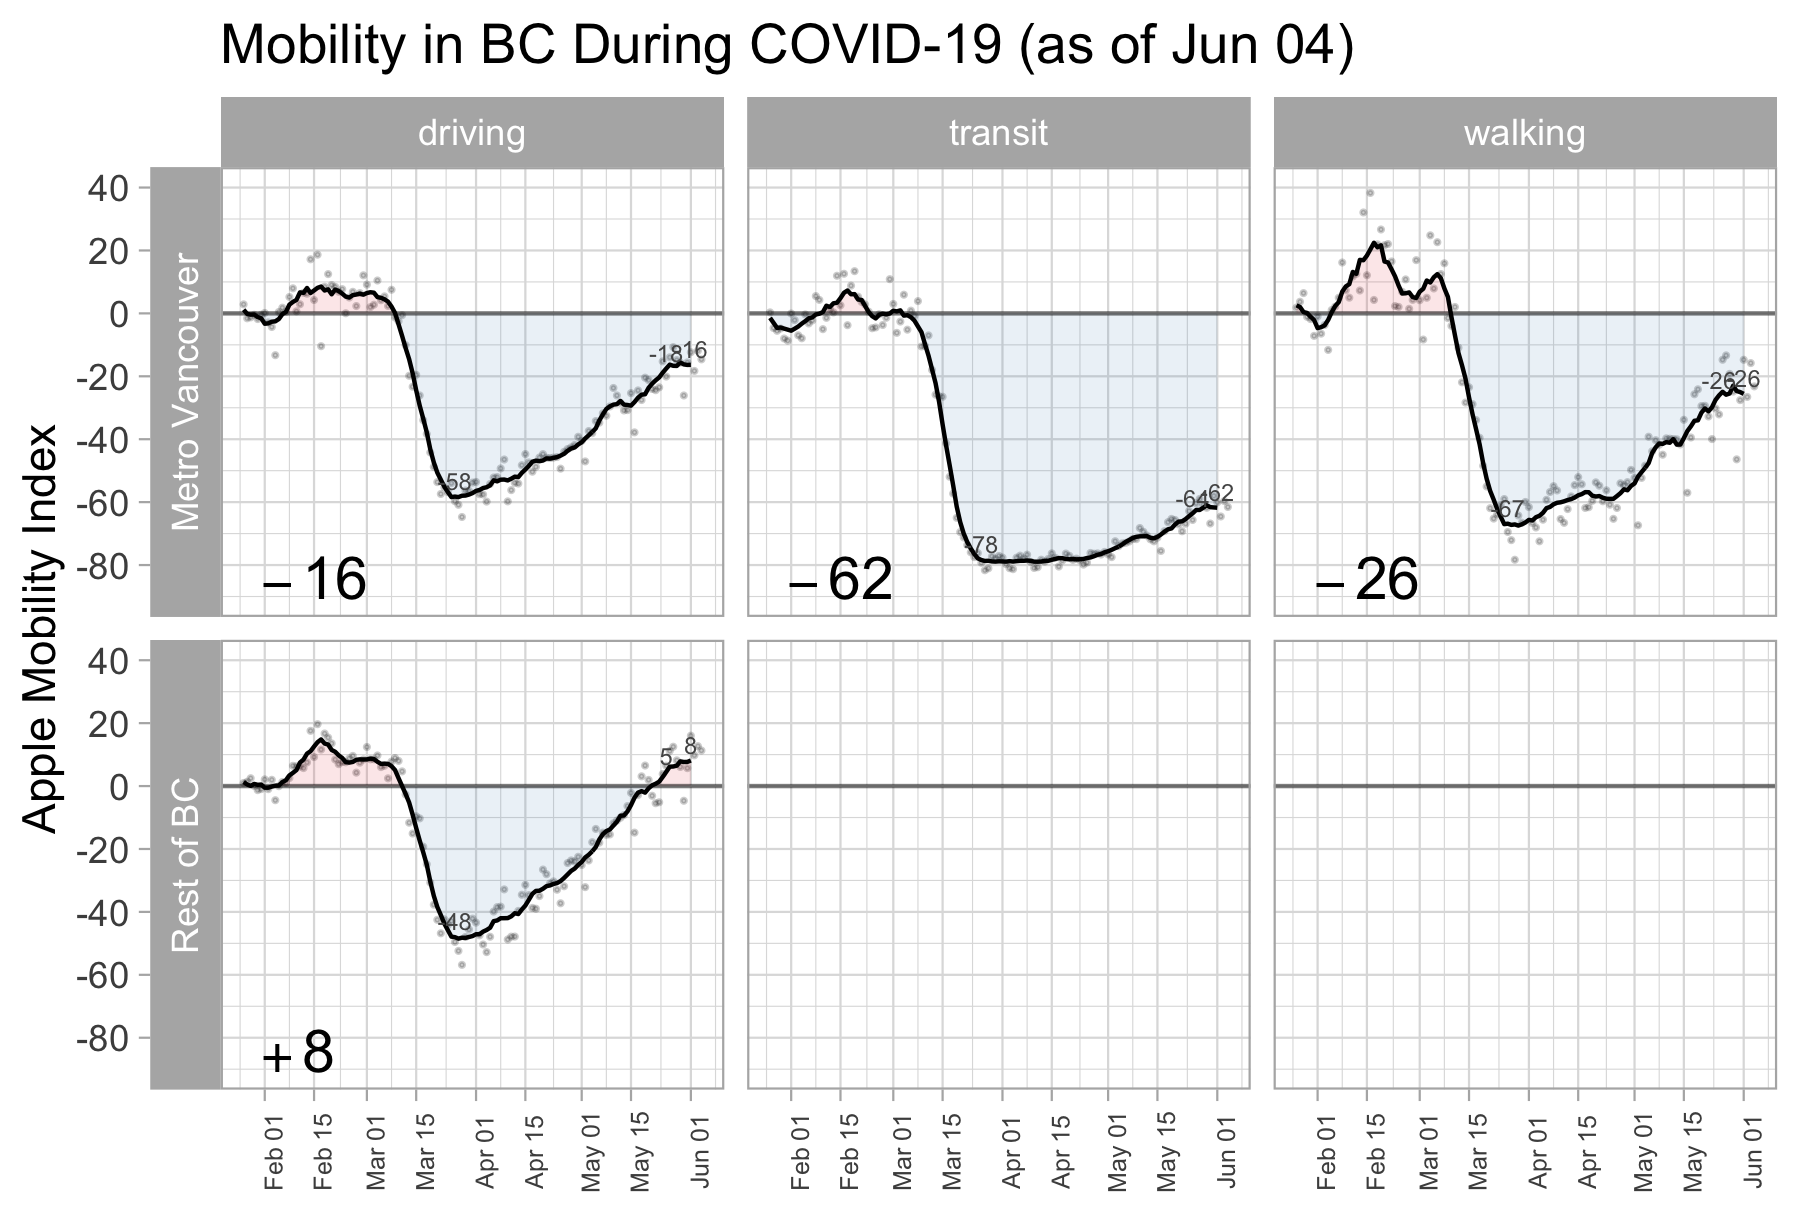 Mobility in BC During COVID-19 (as of Jun 04)
driving transit walking
Apple Mobility Index
Metro Vancouver
40
20
0
-20
-40
-60
-80
-58 -18 -16
-16
-78 -64 -62
-62
-67 -26 -26
-26
Rest of BC
40
20
0
-20
-40
-60
-80
-48 5 8
+8
Feb 01 Feb 15 Mar 01 Mar 15 Apr 01 Apr 15 May 01 May 15 Jun 01
Feb 01 Feb 15 Mar 01 Mar 15 Apr 01 Apr 15 May 01 May 15 Jun 01
Feb 01 Feb 15 Mar 01 Mar 15 Apr 01 Apr 15 May 01 May 15 Jun 01